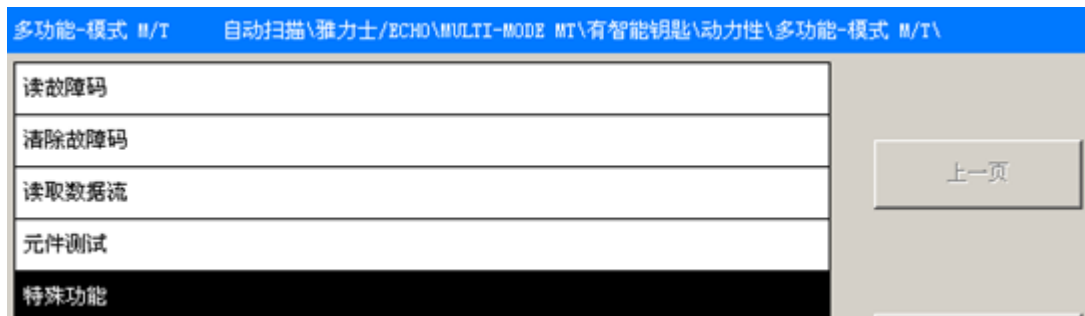 多功能-模式 M/T 自动扫描\雅力士/ECHO\MULTI-MODE MT\有智能钥匙\动力性\多功能-模式 M/T\
读故障码
清除故障码
读取数据流
元件测试
特殊功能
上一页